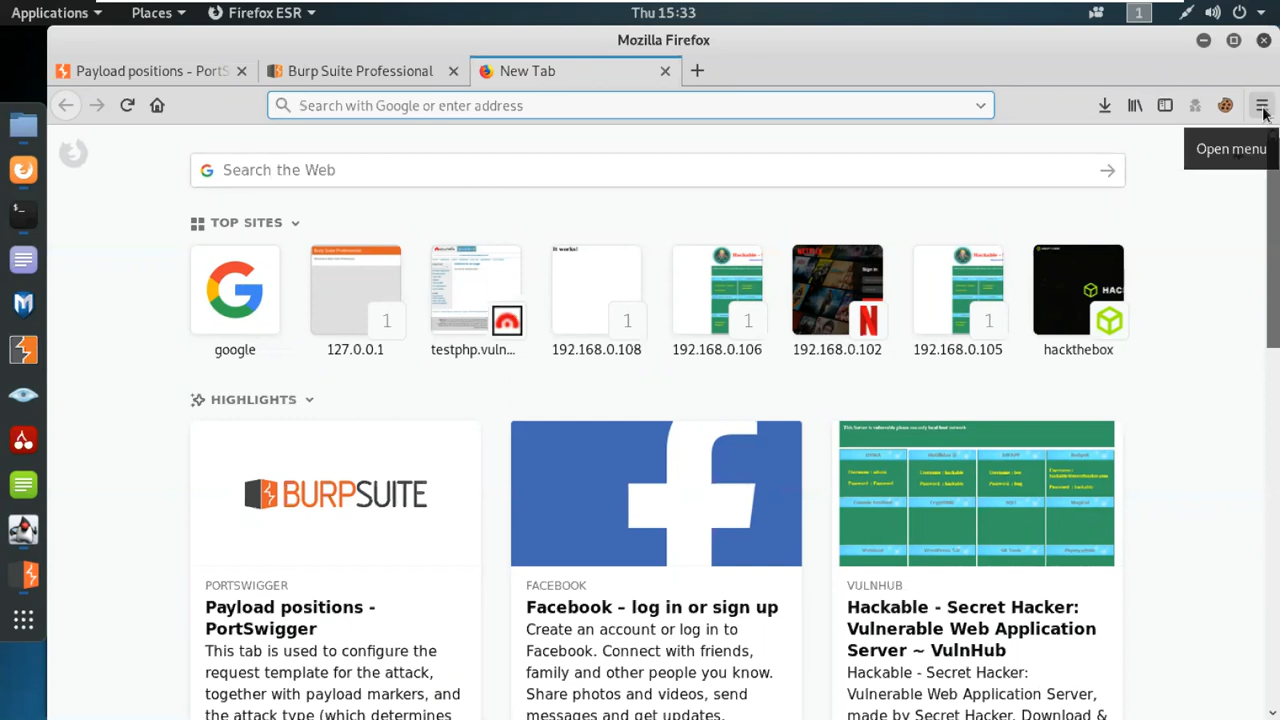 Applications Places Firefox ESR Thu 15:33 1
Mozilla Firefox
Payload positions - PortS Burp Suite Professional New Tab
Search with Google or enter address
Open menu
Search the Web
TOP SITES
It works!
1 1 1 N 1
google 127.0.0.1 testphp.vuln... 192.168.0.108 192.168.0.106 192.168.0.102 192.168.0.105 hackthebox
HIGHLIGHTS
BURPSUITE
PORTSWIGGER
Payload positions -
PortSwigger
This tab is used to configure the
request template for the attack,
together with payload markers, and
the attack type (which determines
FACEBOOK
Facebook – log in or sign up
Create an account or log in to
Facebook. Connect with friends,
family and other people you know.
Share photos and videos, send
messages and get updates.
VULNHUB
Hackable - Secret Hacker:
Vulnerable Web Application
Server ~ VulnHub
Hackable - Secret Hacker:
Vulnerable Web Application Server,
made by Secret Hacker. Download &